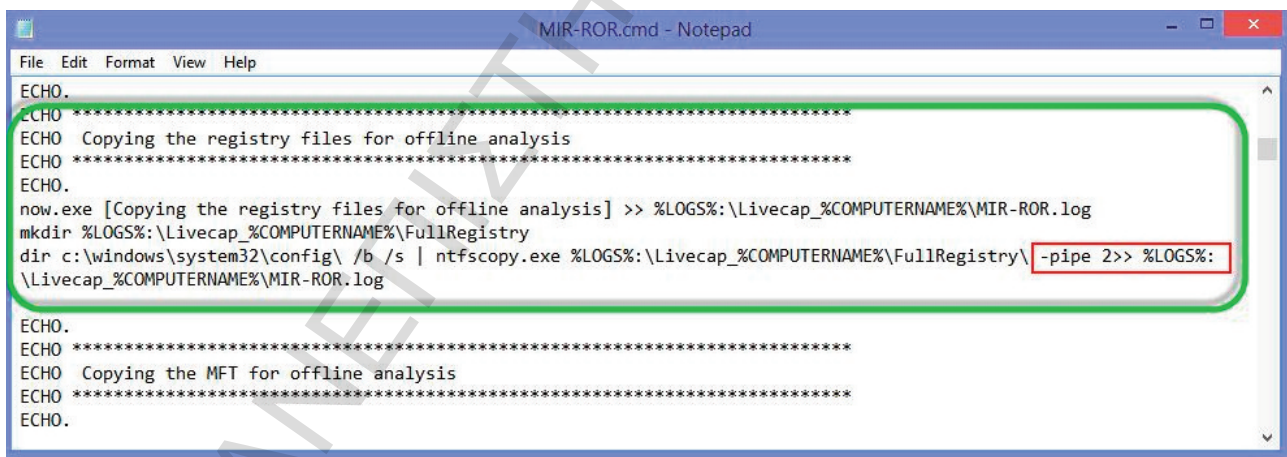 MIR-ROR.cmd - Notepad
File Edit Format View Help
ECHO.
ECHO ***************************************************************************
ECHO  Copying the registry files for offline analysis
ECHO ***************************************************************************
ECHO.
now.exe [Copying the registry files for offline analysis] >> %LOGS%:\Livecap_%COMPUTERNAME%\MIR-ROR.log
mkdir %LOGS%:\Livecap_%COMPUTERNAME%\FullRegistry
dir c:\windows\system32\config\ /b /s | ntfscopy.exe %LOGS%:\Livecap_%COMPUTERNAME%\FullRegistry\ -pipe 2>> %LOGS%:
\Livecap_%COMPUTERNAME%\MIR-ROR.log
ECHO.
ECHO ***************************************************************************
ECHO  Copying the MFT for offline analysis
ECHO ***************************************************************************
ECHO.